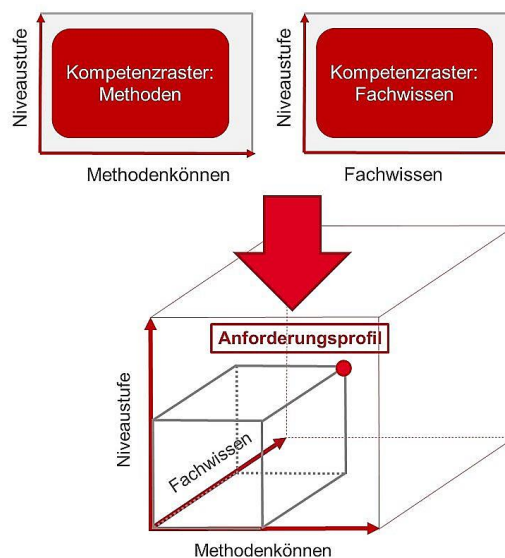 Niveaustufe
Kompetenzraster:
Methoden
Methodenkönnen
Niveaustufe
Kompetenzraster:
Fachwissen
Fachwissen
Anforderungsprofil
Niveaustufe
Fachwissen
Methodenkönnen